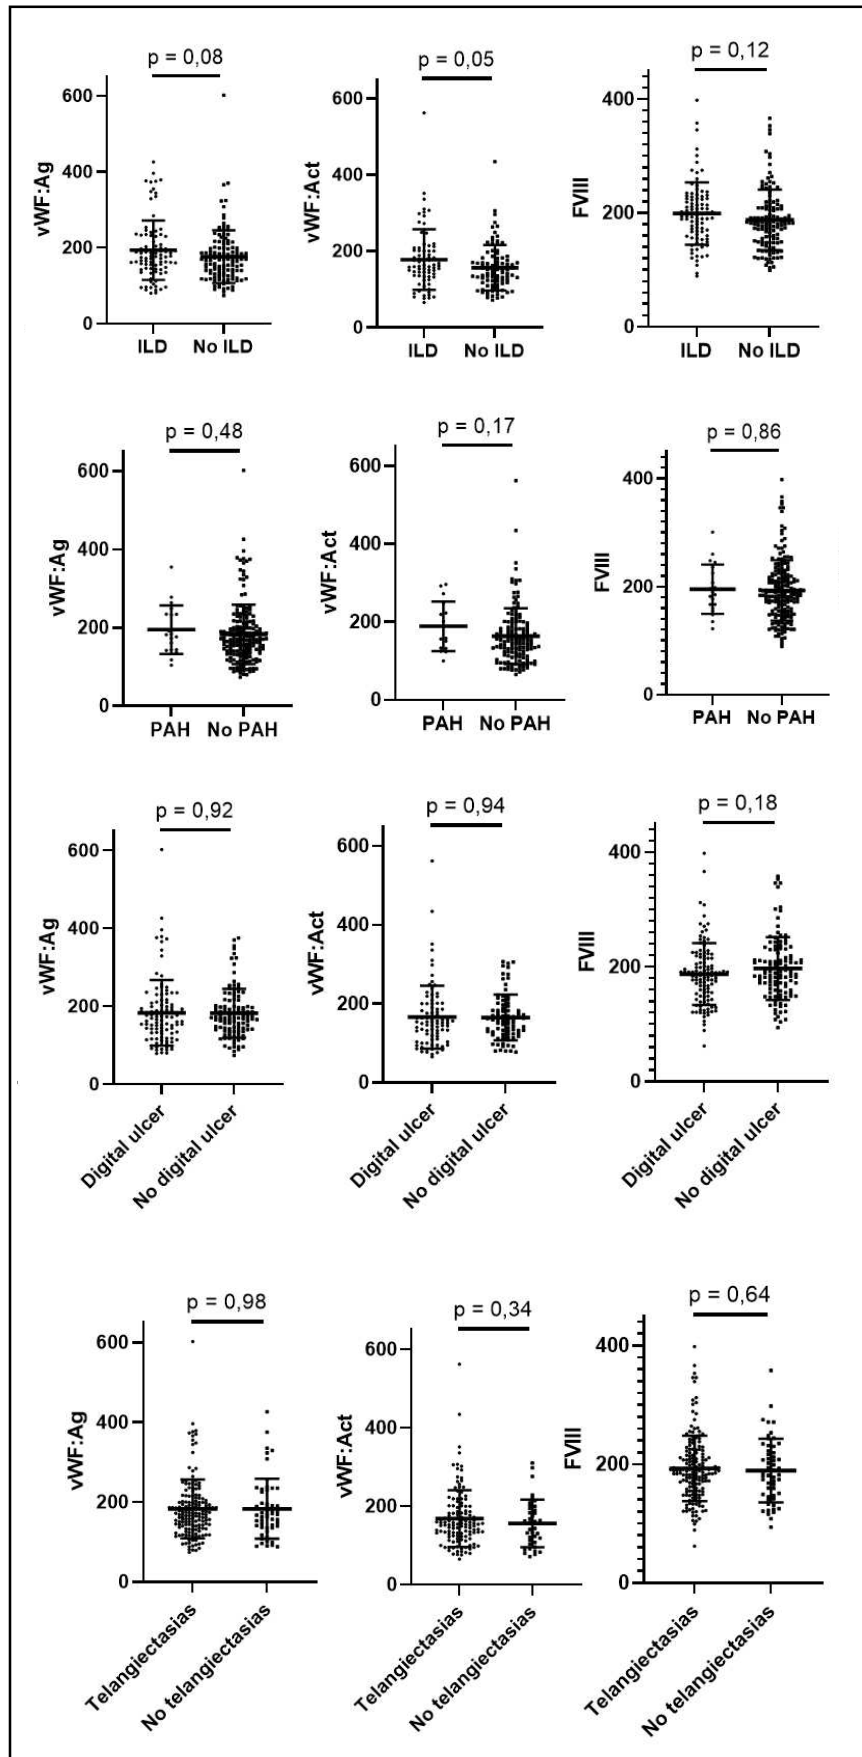 p = 0,08
600
400
200
0
vWF:Ag
ILD No ILD
p = 0,05
600
400
200
0
vWF:Act
ILD No ILD
p = 0,12
400
200
0
FVIII
ILD No ILD
p = 0,48
600
400
200
0
vWF:Ag
PAH No PAH
p = 0,17
600
400
200
0
vWF:Act
PAH No PAH
p = 0,86
400
200
0
FVIII
PAH No PAH
p = 0,92
600
400
200
0
vWF:Ag
Digital ulcer
No digital ulcer
p = 0,94
600
400
200
0
vWF:Act
Digital ulcer
No digital ulcer
p = 0,18
400
200
0
FVIII
Digital ulcer
No digital ulcer
p = 0,98
600
400
200
0
vWF:Ag
Telangiectasias
No telangiectasias
p = 0,34
600
400
200
0
vWF:Act
Telangiectasias
No telangiectasias
p = 0,64
400
200
0
FVIII
Telangiectasias
No telangiectasias